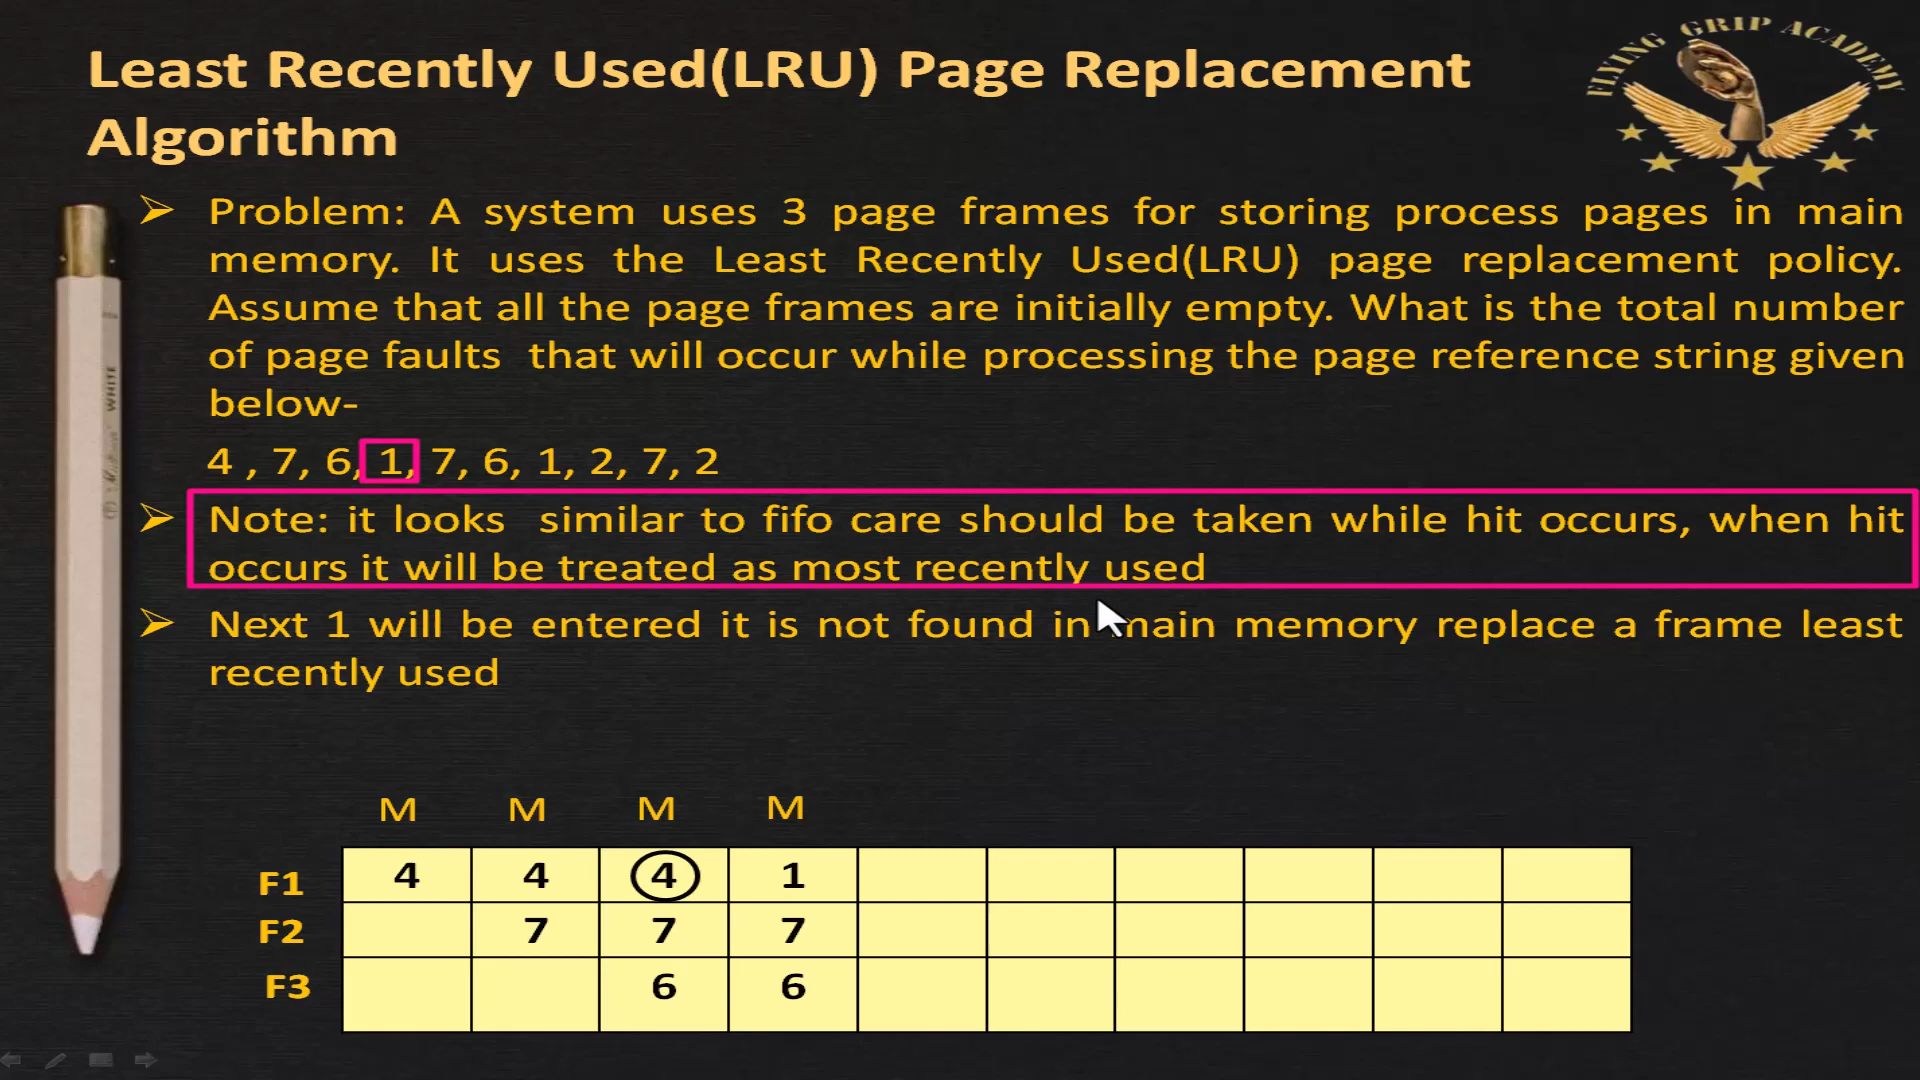 FLYING GRIP ACADEMY
Least Recently Used(LRU) Page Replacement
Algorithm
Problem: A system uses 3 page frames for storing process pages in main
memory. It uses the Least Recently Used(LRU) page replacement policy.
Assume that all the page frames are initially empty. What is the total number
of page faults that will occur while processing the page reference string given
below-
4 , 7, 6, 1, 7, 6, 1, 2, 7, 2
Note: it looks similar to fifo care should be taken while hit occurs, when hit
occurs it will be treated as most recently used
Next 1 will be entered it is not found in main memory replace a frame least
recently used
M M M M
F1 4 4 4 1
F2 7 7 7
F3 6 6
WHITE